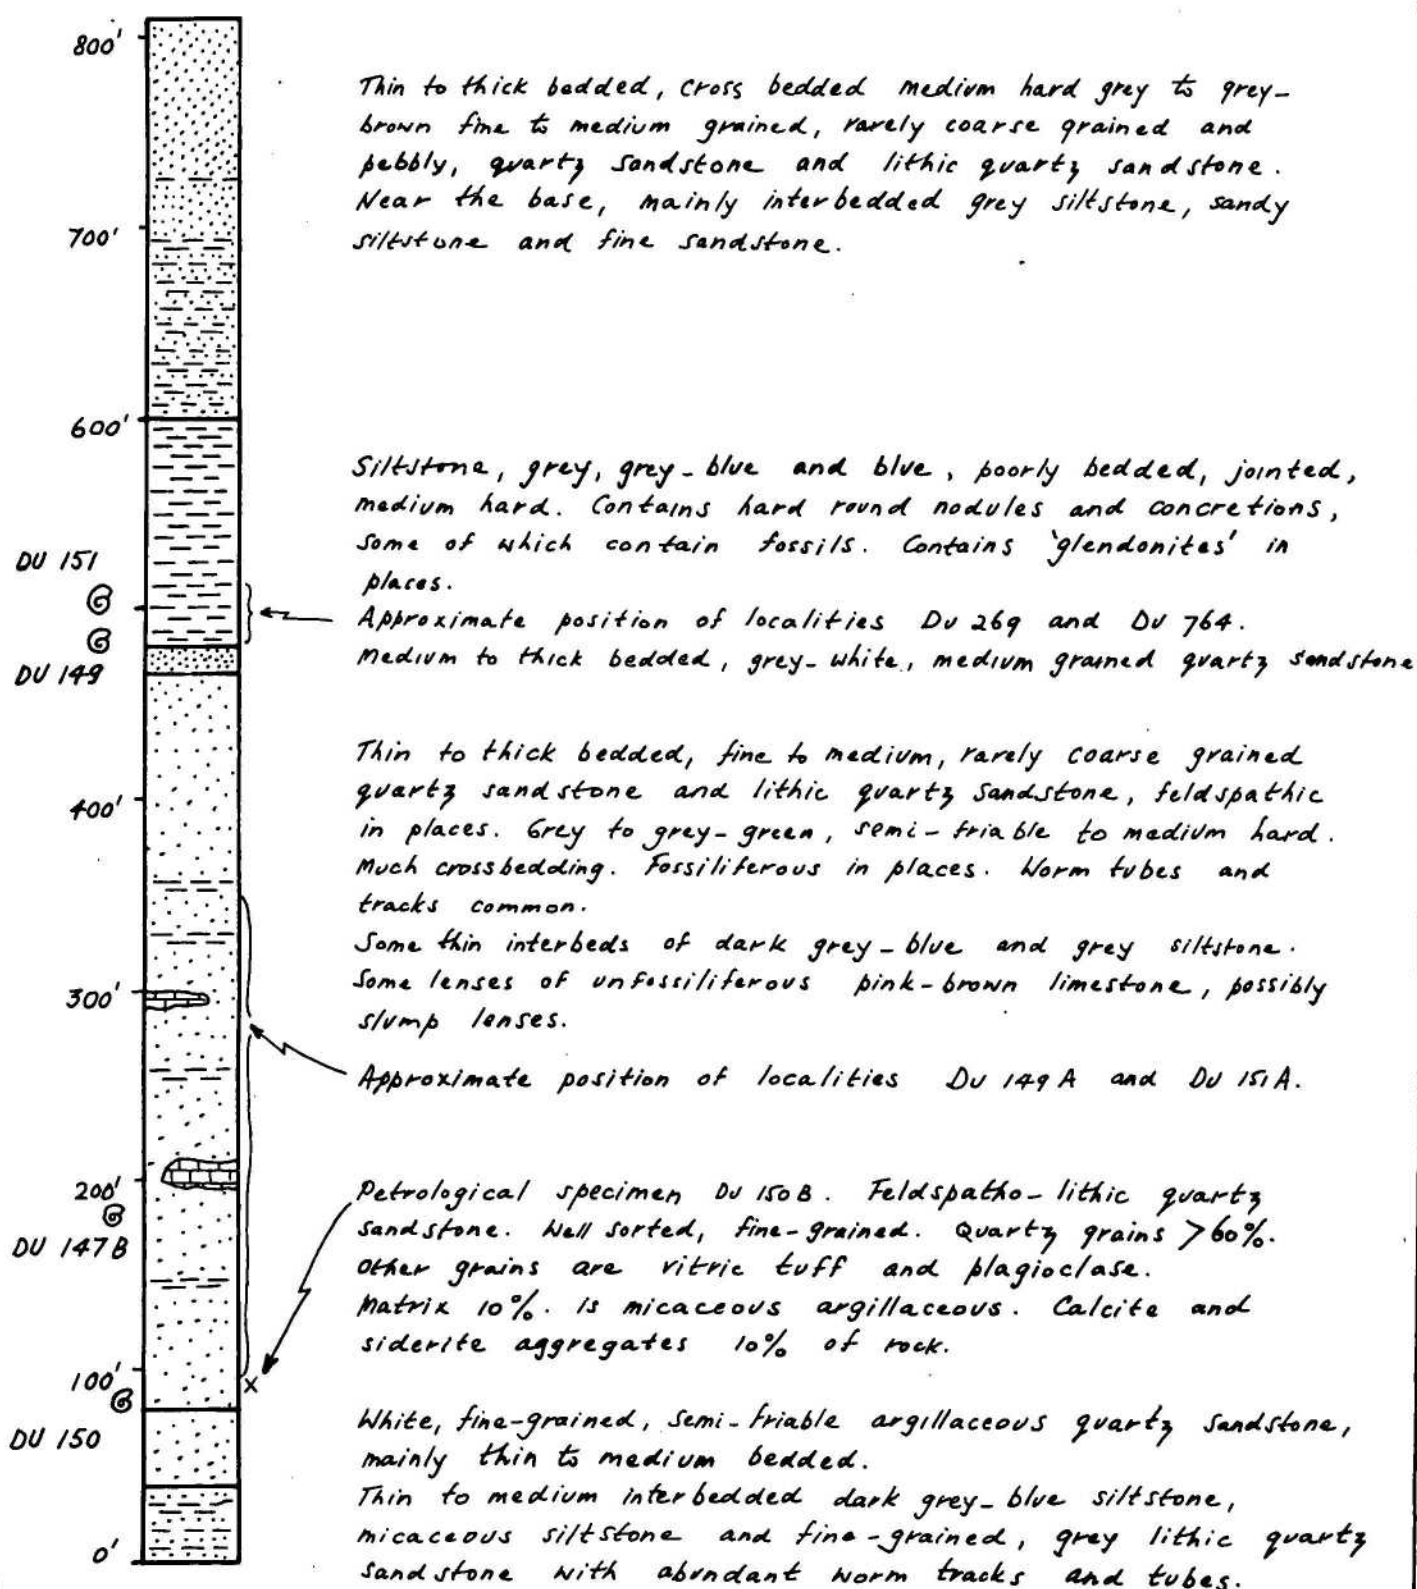 800'
Thin to thick bedded, cross bedded medium hard grey to grey-
brown fine to medium grained, rarely coarse grained and
pebbly, quartz sandstone and lithic quartz sandstone.
Near the base, mainly interbedded grey siltstone, sandy
siltstone and fine sandstone.
700'
600'
Siltstone, grey, grey-blue and blue, poorly bedded, jointed,
medium hard. Contains hard round nodules and concretions,
some of which contain fossils. Contains 'glendonites' in
places.
DU 151
Approximate position of localities Du 269 and Du 764.
Medium to thick bedded, grey-white, medium grained quartz sandstone
DU 149
Thin to thick bedded, fine to medium, rarely coarse grained
quartz sandstone and lithic quartz sandstone, feldspathic
in places. Grey to grey-green, semi-friable to medium hard.
Much crossbedding. Fossiliferous in places. Worm tubes and
tracks common.
Some thin interbeds of dark grey-blue and grey siltstone.
Some lenses of unfossiliferous pink-brown limestone, possibly
slump lenses.
400'
300'
Approximate position of localities Du 149A and Du 151A.
200'
DU 147B
Petrological specimen Du 150B. Feldspatho-lithic quartz
sandstone. Well sorted, fine-grained. Quartz grains >60%.
Other grains are vitric tuff and plagioclase.
Matrix 10%. is micaceous argillaceous. Calcite and
siderite aggregates 10% of rock.
100'
x
DU 150
White, fine-grained, semi-friable argillaceous quartz sandstone,
mainly thin to medium bedded.
Thin to medium interbedded dark grey-blue siltstone,
micaceous siltstone and fine-grained, grey lithic quartz
sandstone with abundant worm tracks and tubes.
0'